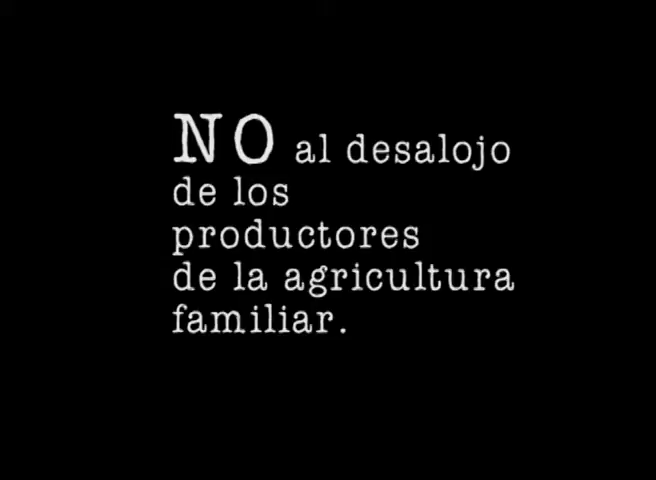 NO al desalojo
de los
productores
de la agricultura
familiar.